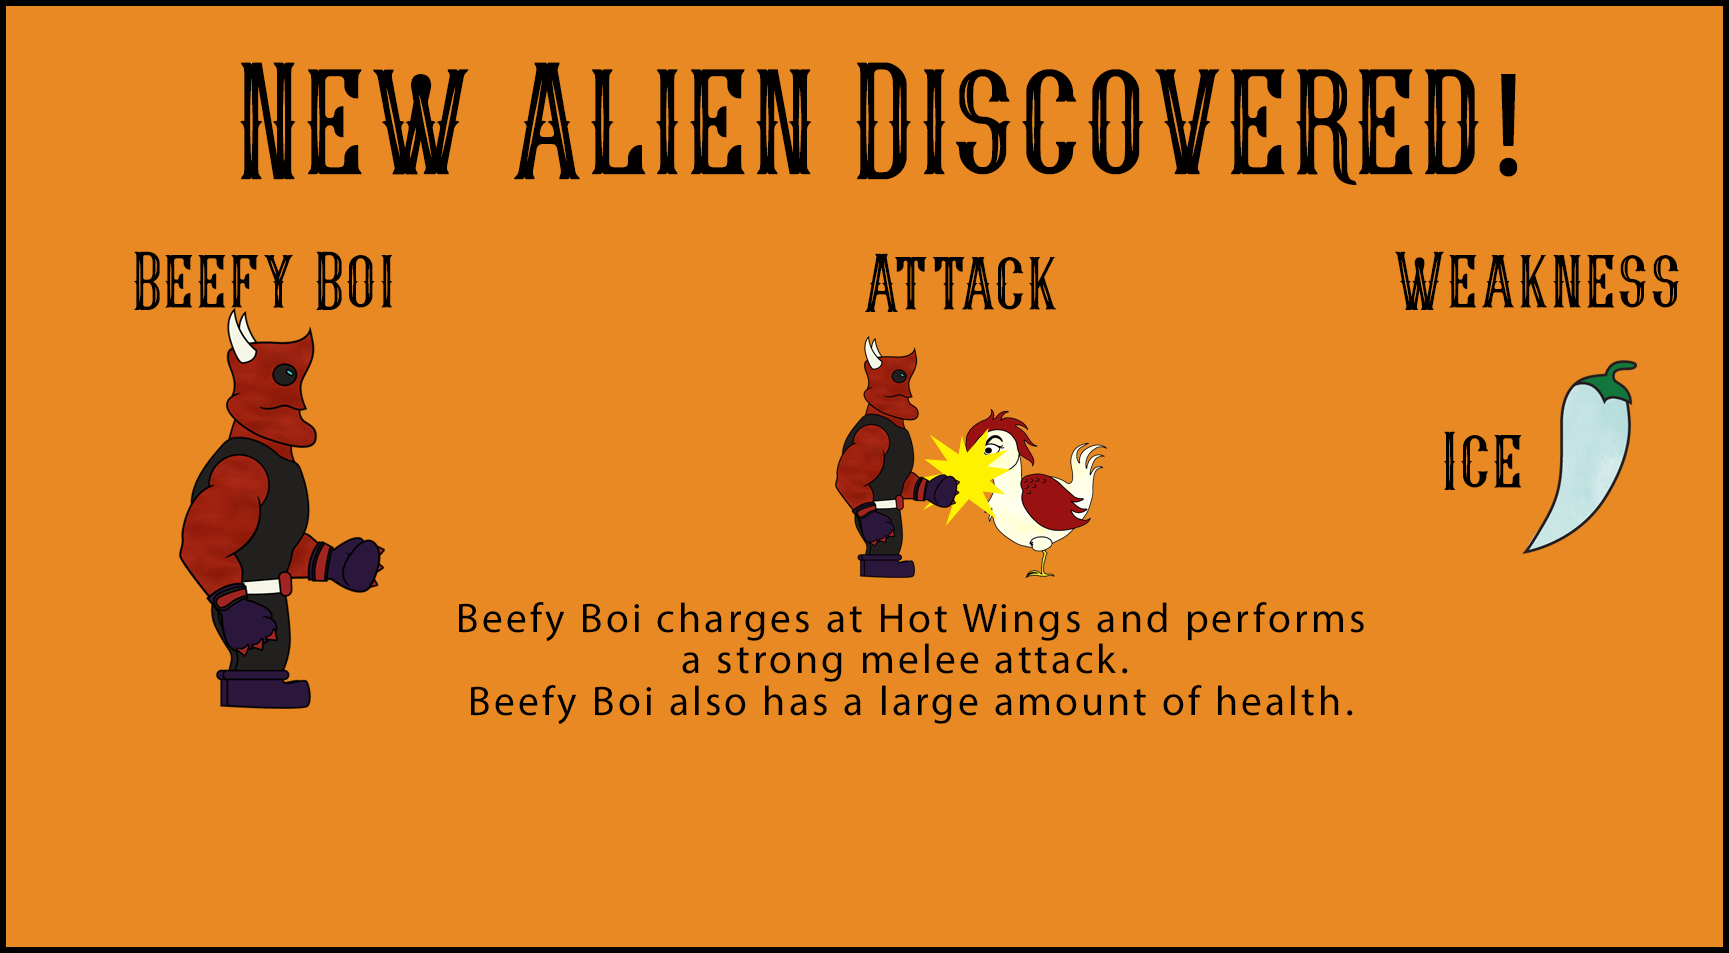 New Alien Discovered!
Beefy Boi
Attack
Weakness
Ice
Beefy Boi charges at Hot Wings and performs
a strong melee attack.
Beefy Boi also has a large amount of health.